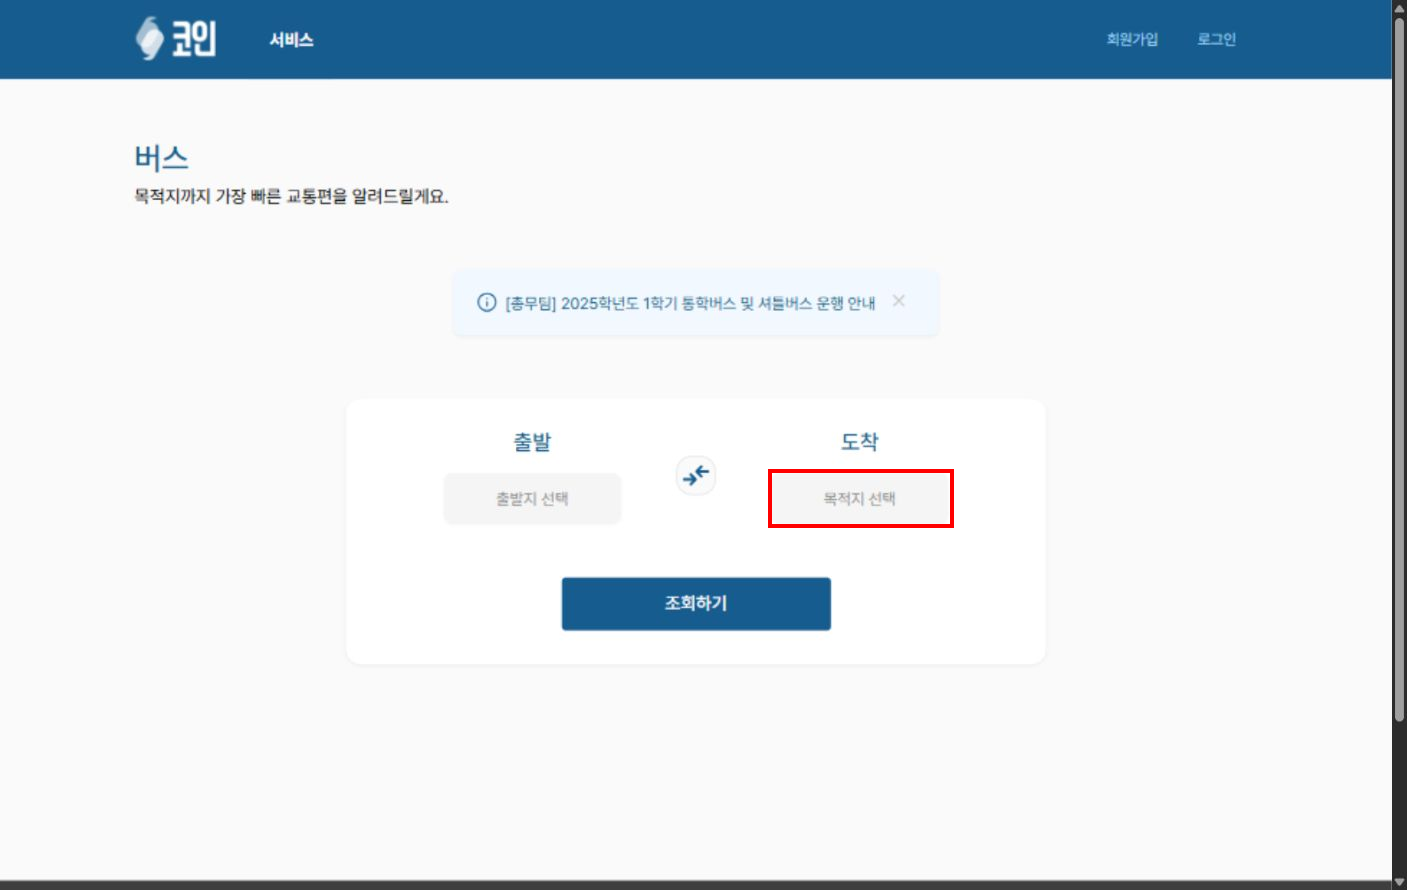 코인
서비스
회원가입
로그인
버스
목적지까지 가장 빠른 교통편을 알려드릴게요.
[총무팀] 2025학년도 1학기 통학버스 및 셔틀버스 운행 안내
출발
도착
출발지 선택
목적지 선택
조회하기